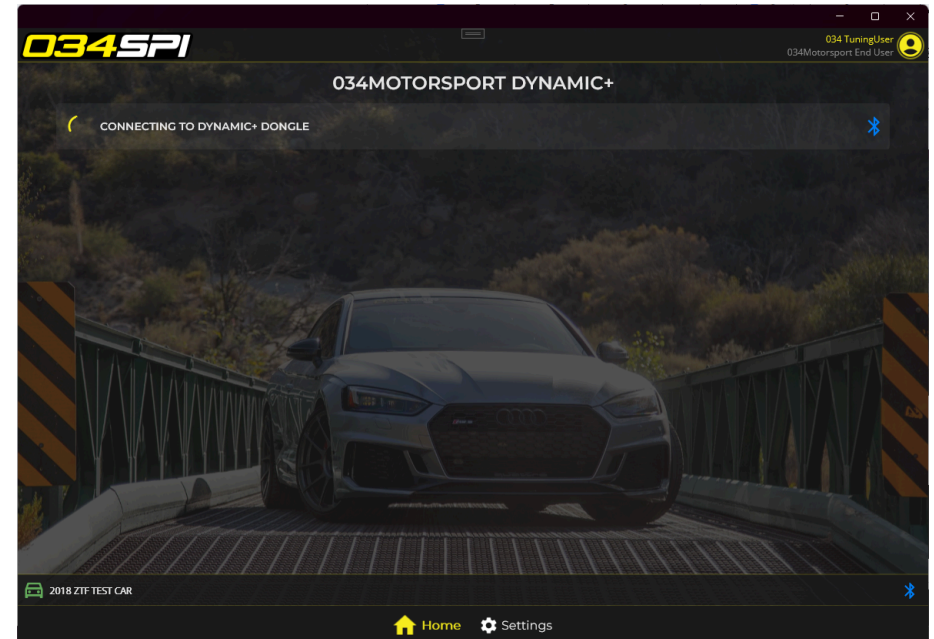 034SPI
034 TuningUser
034Motorsport End User
034MOTORSPORT DYNAMIC+
CONNECTING TO DYNAMIC+ DONGLE
2018 ZTF TEST CAR
Home
Settings